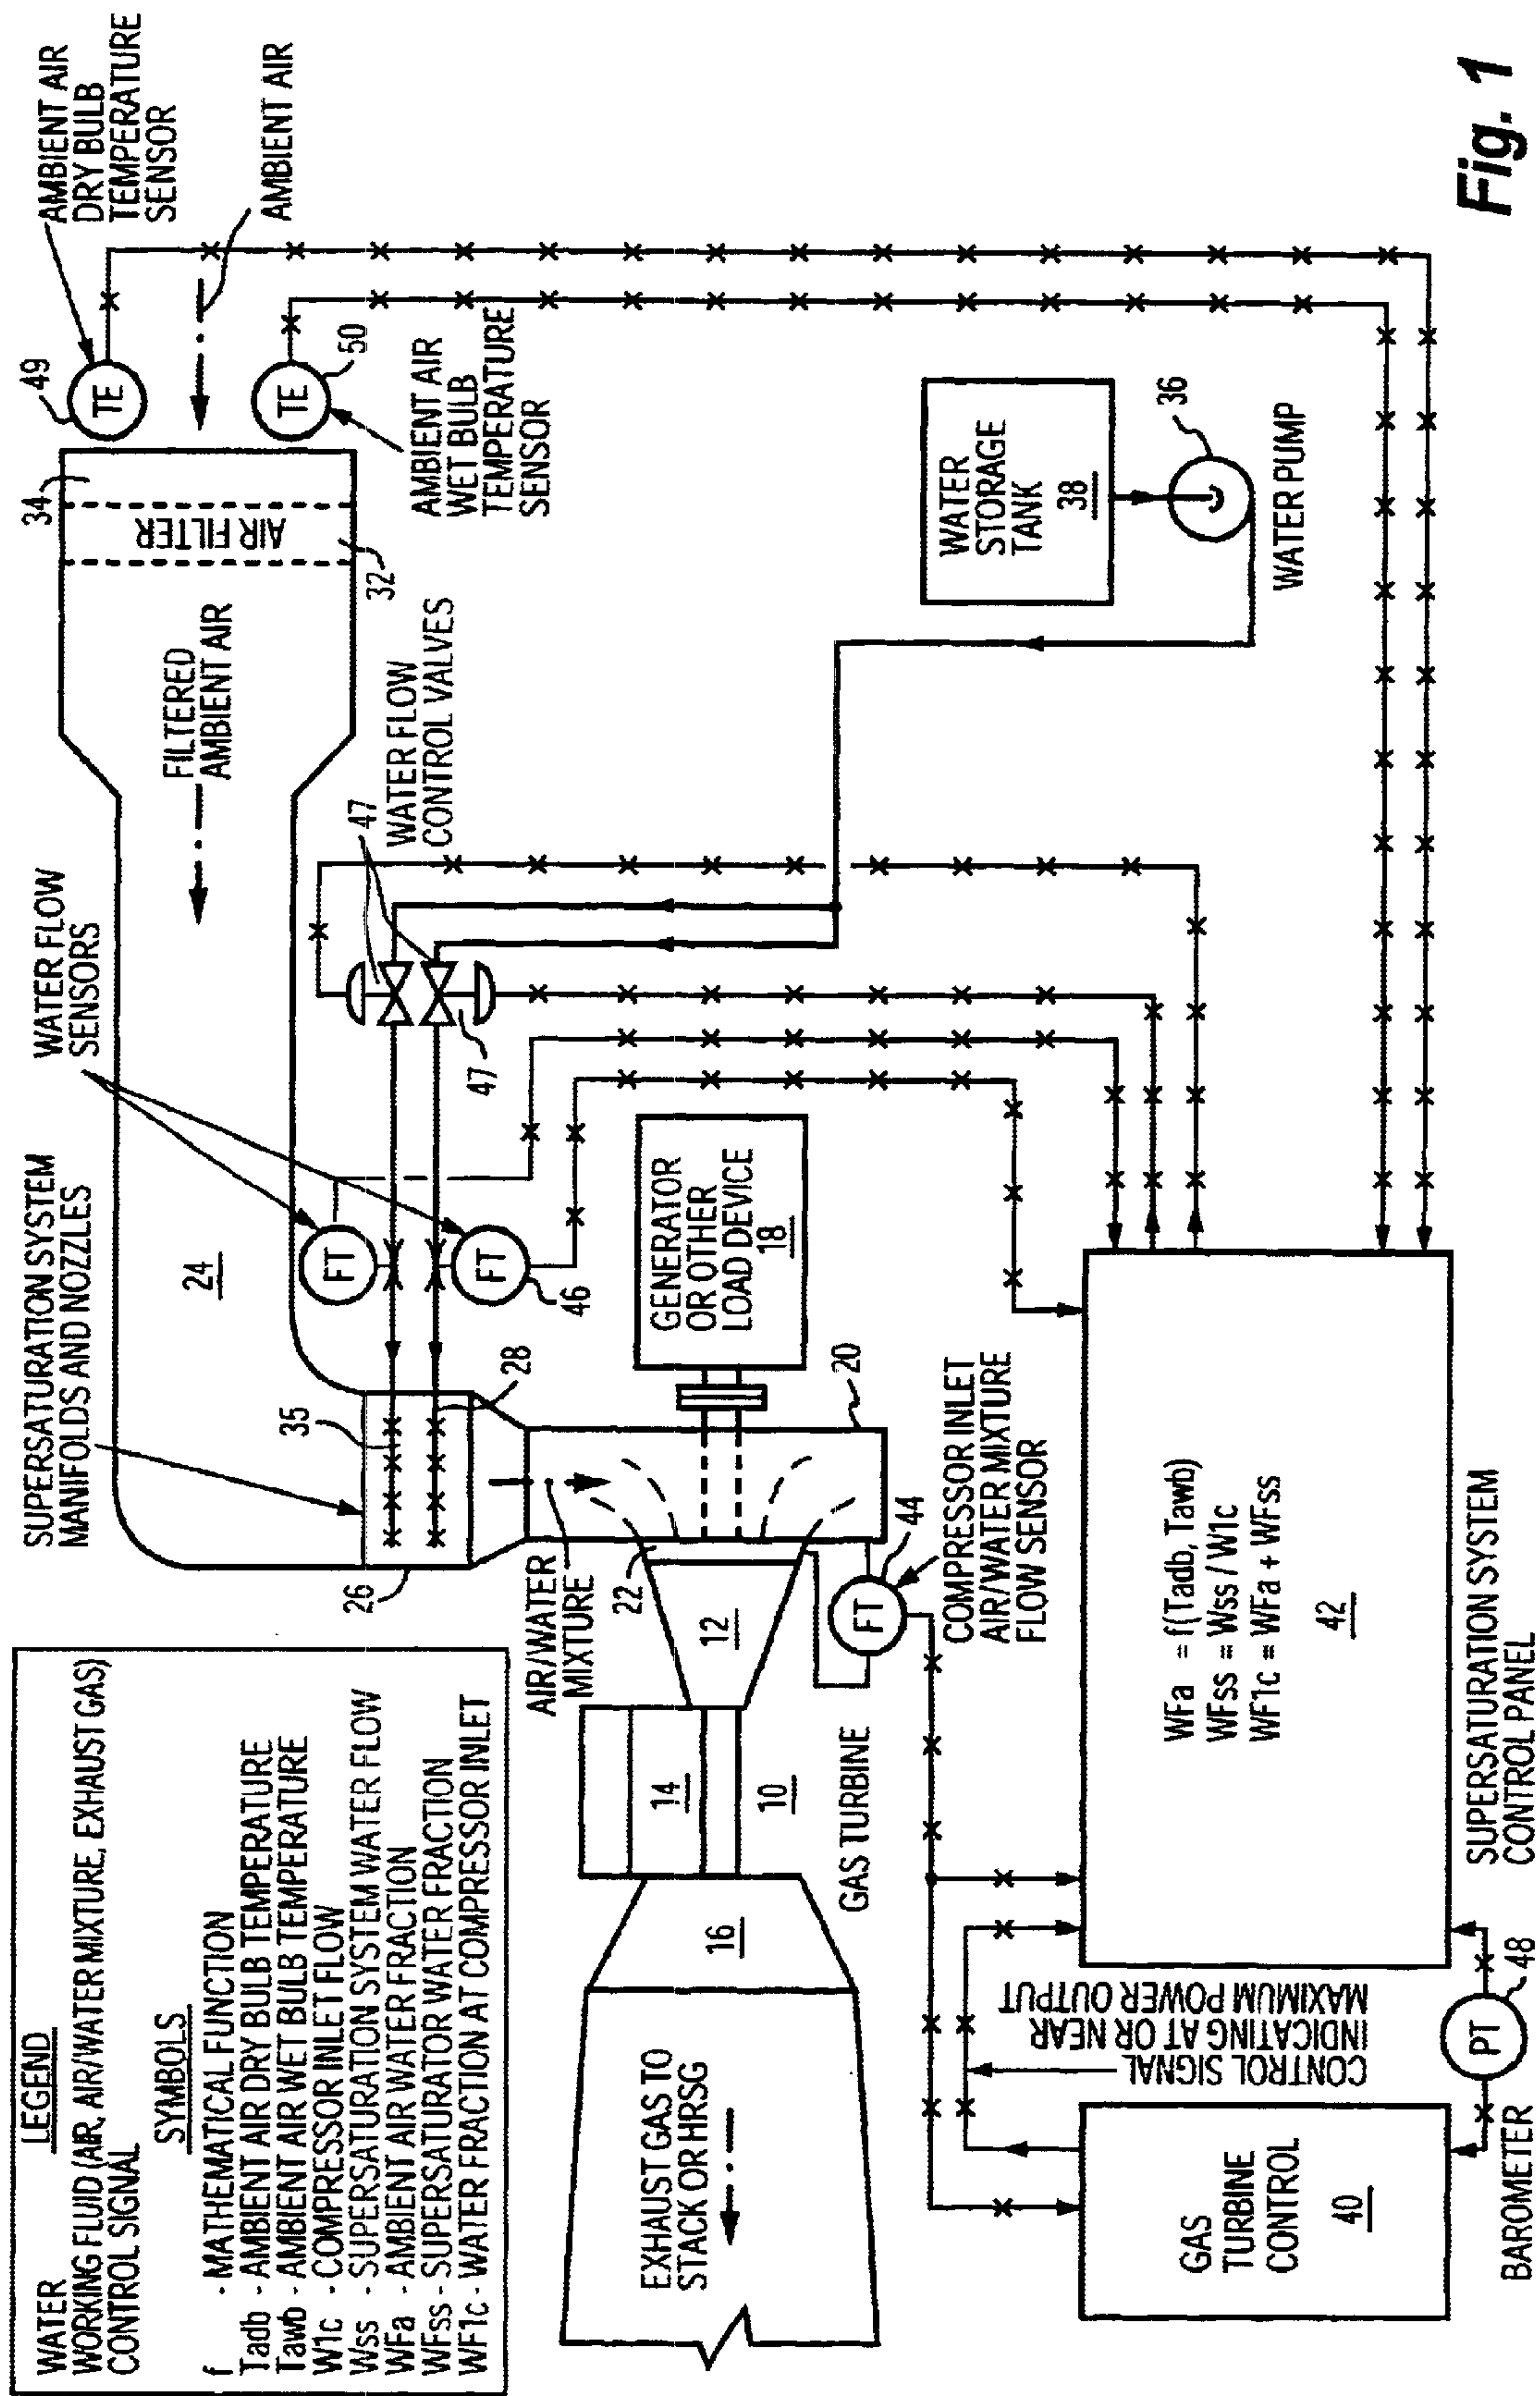 LEGEND
WATER
WORKING FLUID (AIR, AIR/WATER MIXTURE, EXHAUST GAS)
CONTROL SIGNAL
SYMBOLS
f - MATHEMATICAL FUNCTION
Tadb - AMBIENT AIR DRY BULB TEMPERATURE
Tawb - AMBIENT AIR WET BULB TEMPERATURE
W1c - COMPRESSOR INLET FLOW
Wss - SUPERSATURATION SYSTEM WATER FLOW
WFa - AMBIENT AIR WATER FRACTION
WFss - SUPERSATURATOR WATER FRACTION
WF1c - WATER FRACTION AT COMPRESSOR INLET
SUPERSATURATION SYSTEM
MANIFOLDS AND NOZZLES
WATER FLOW
SENSORS
24
FILTERED
AMBIENT AIR
34
AIR FILTER
32
49
TE
AMBIENT AIR
DRY BULB
TEMPERATURE
SENSOR
AMBIENT AIR
TE
50
AMBIENT AIR
WET BULB
TEMPERATURE
SENSOR
26
35
28
FT
FT
46
47
47
WATER FLOW
CONTROL VALVES
AIR/WATER
MIXTURE
22
12
20
GENERATOR
OR OTHER
LOAD DEVICE
18
WATER
STORAGE
TANK
38
36
WATER PUMP
EXHAUST GAS TO
STACK OR HRSG
16
14
10
GAS TURBINE
FT
44
COMPRESSOR INLET
AIR/WATER MIXTURE
FLOW SENSOR
GAS
TURBINE
CONTROL
40
CONTROL SIGNAL
INDICATING AT OR NEAR
MAXIMUM POWER OUTPUT
WFa = f(Tadb, Tawb)
WFss = Wss / W1c
WF1c = WFa + WFss
42
BAROMETER
PT
48
SUPERSATURATION SYSTEM
CONTROL PANEL
Fig. 1